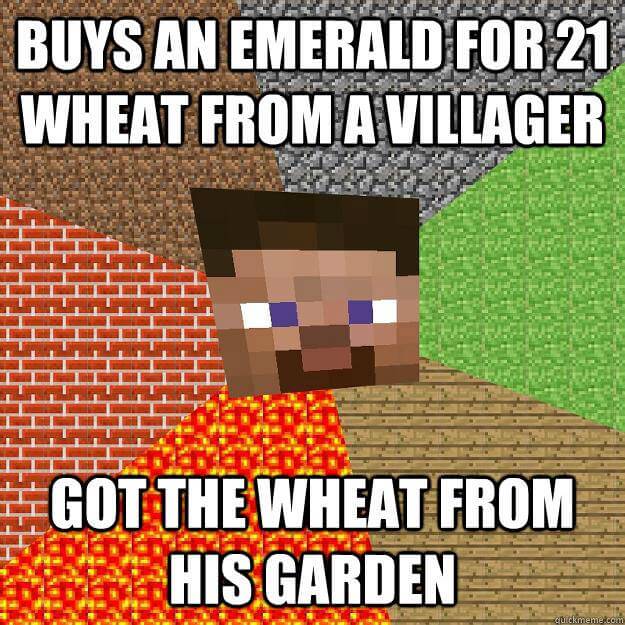 BUYS AN EMERALD FOR 21
WHEAT FROM A VILLAGER
GOT THE WHEAT FROM
HIS GARDEN
quickmeme.com